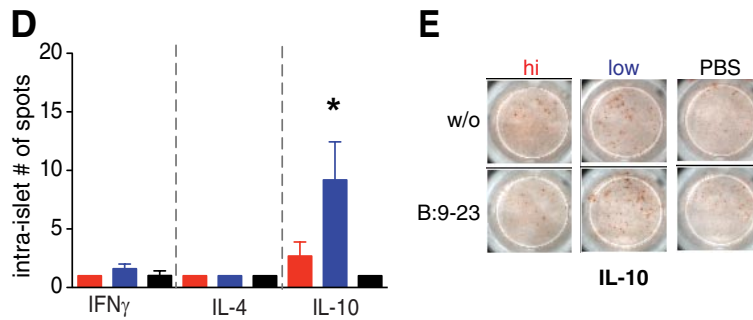 D
intra-islet # of spots
20
15
10
5
0
*
IFNγ IL-4 IL-10
E
hi low PBS
w/o
B:9-23
IL-10